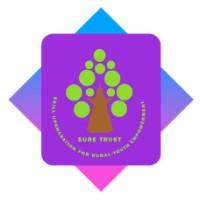 SURE TRUST
SKILL UPGRADATION FOR RURAL-YOUTH EMPOWERMENT